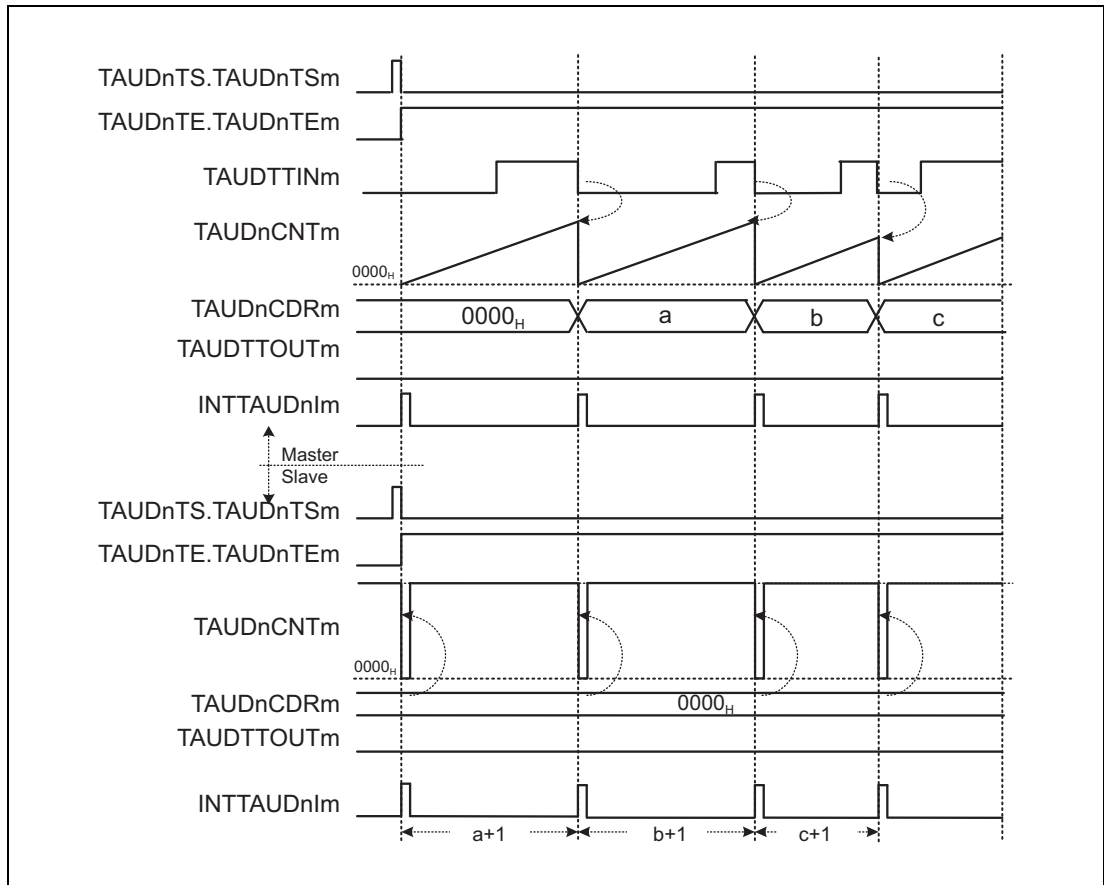 TAUDnTS.TAUDnTSm
TAUDnTE.TAUDnTEm
TAUDTTINm
TAUDnCNTm
0000H
TAUDnCDRm
0000H
a
b
c
TAUDTTOUTm
INTTAUDnIm
Master
Slave
TAUDnTS.TAUDnTSm
TAUDnTE.TAUDnTEm
TAUDnCNTm
0000H
TAUDnCDRm
0000H
TAUDTTOUTm
INTTAUDnIm
a+1
b+1
c+1